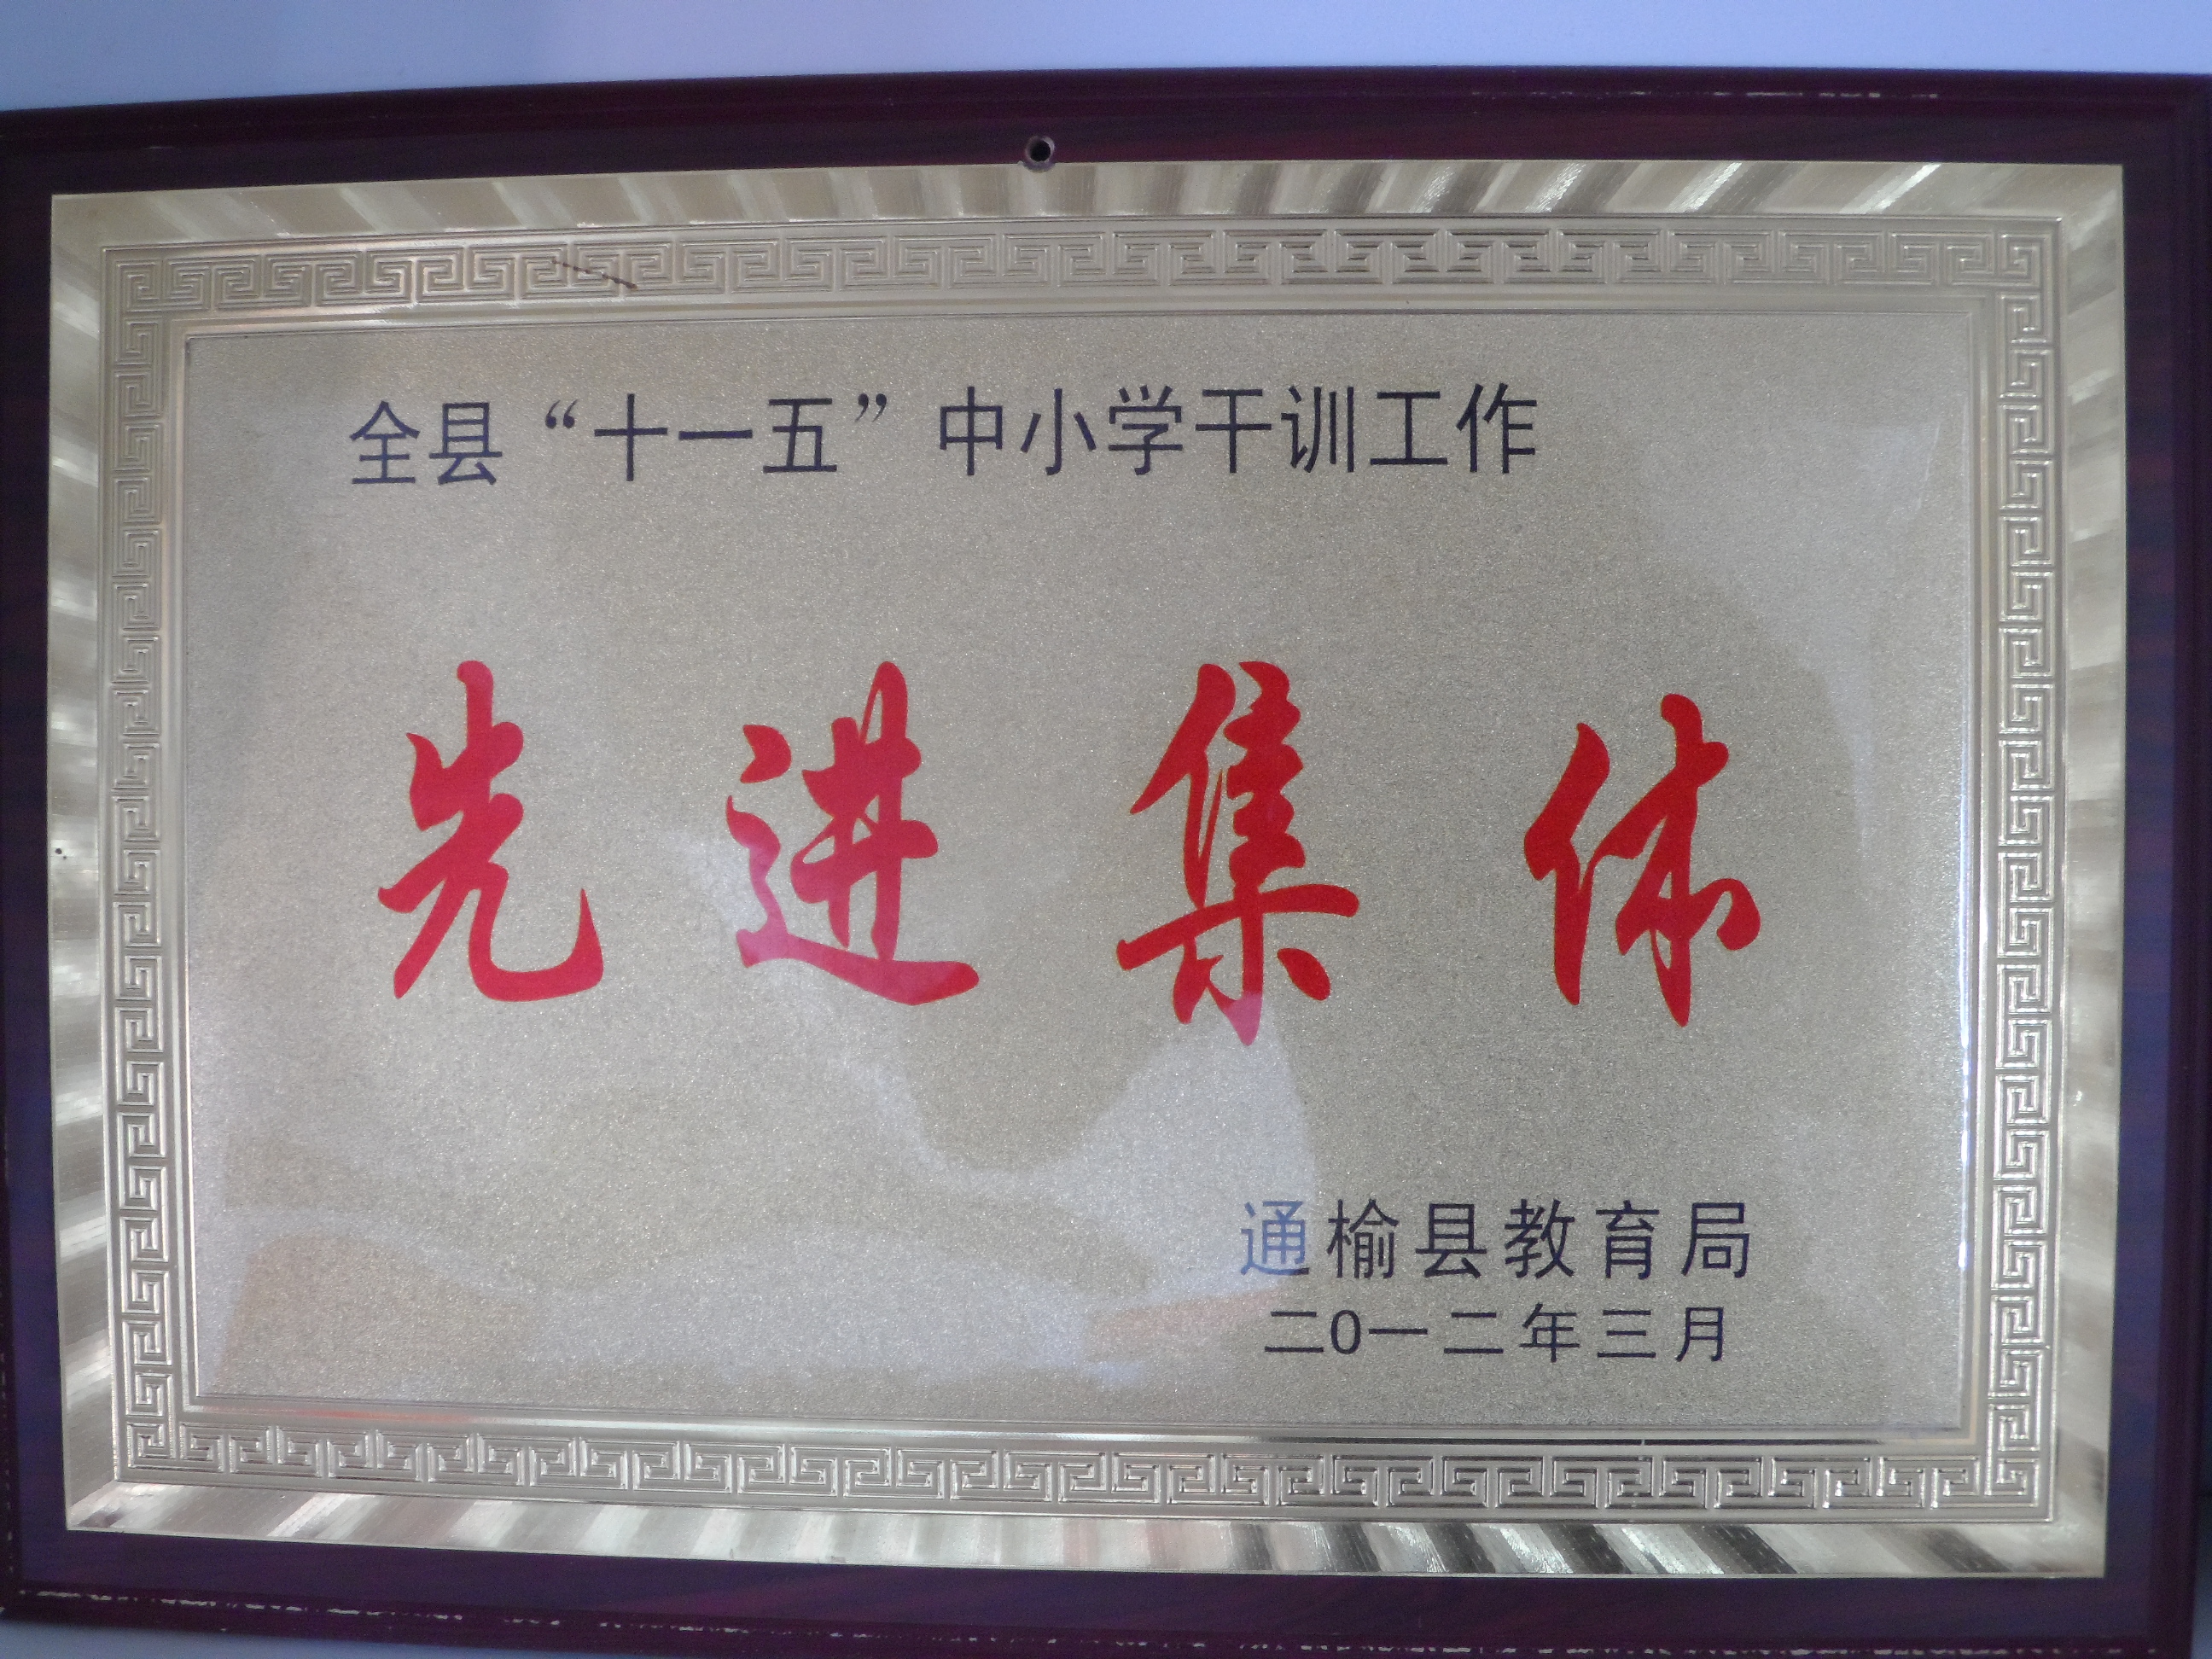 全县“十一五”中小学干训工作
先进集体
通榆县教育局
二0一二年三月